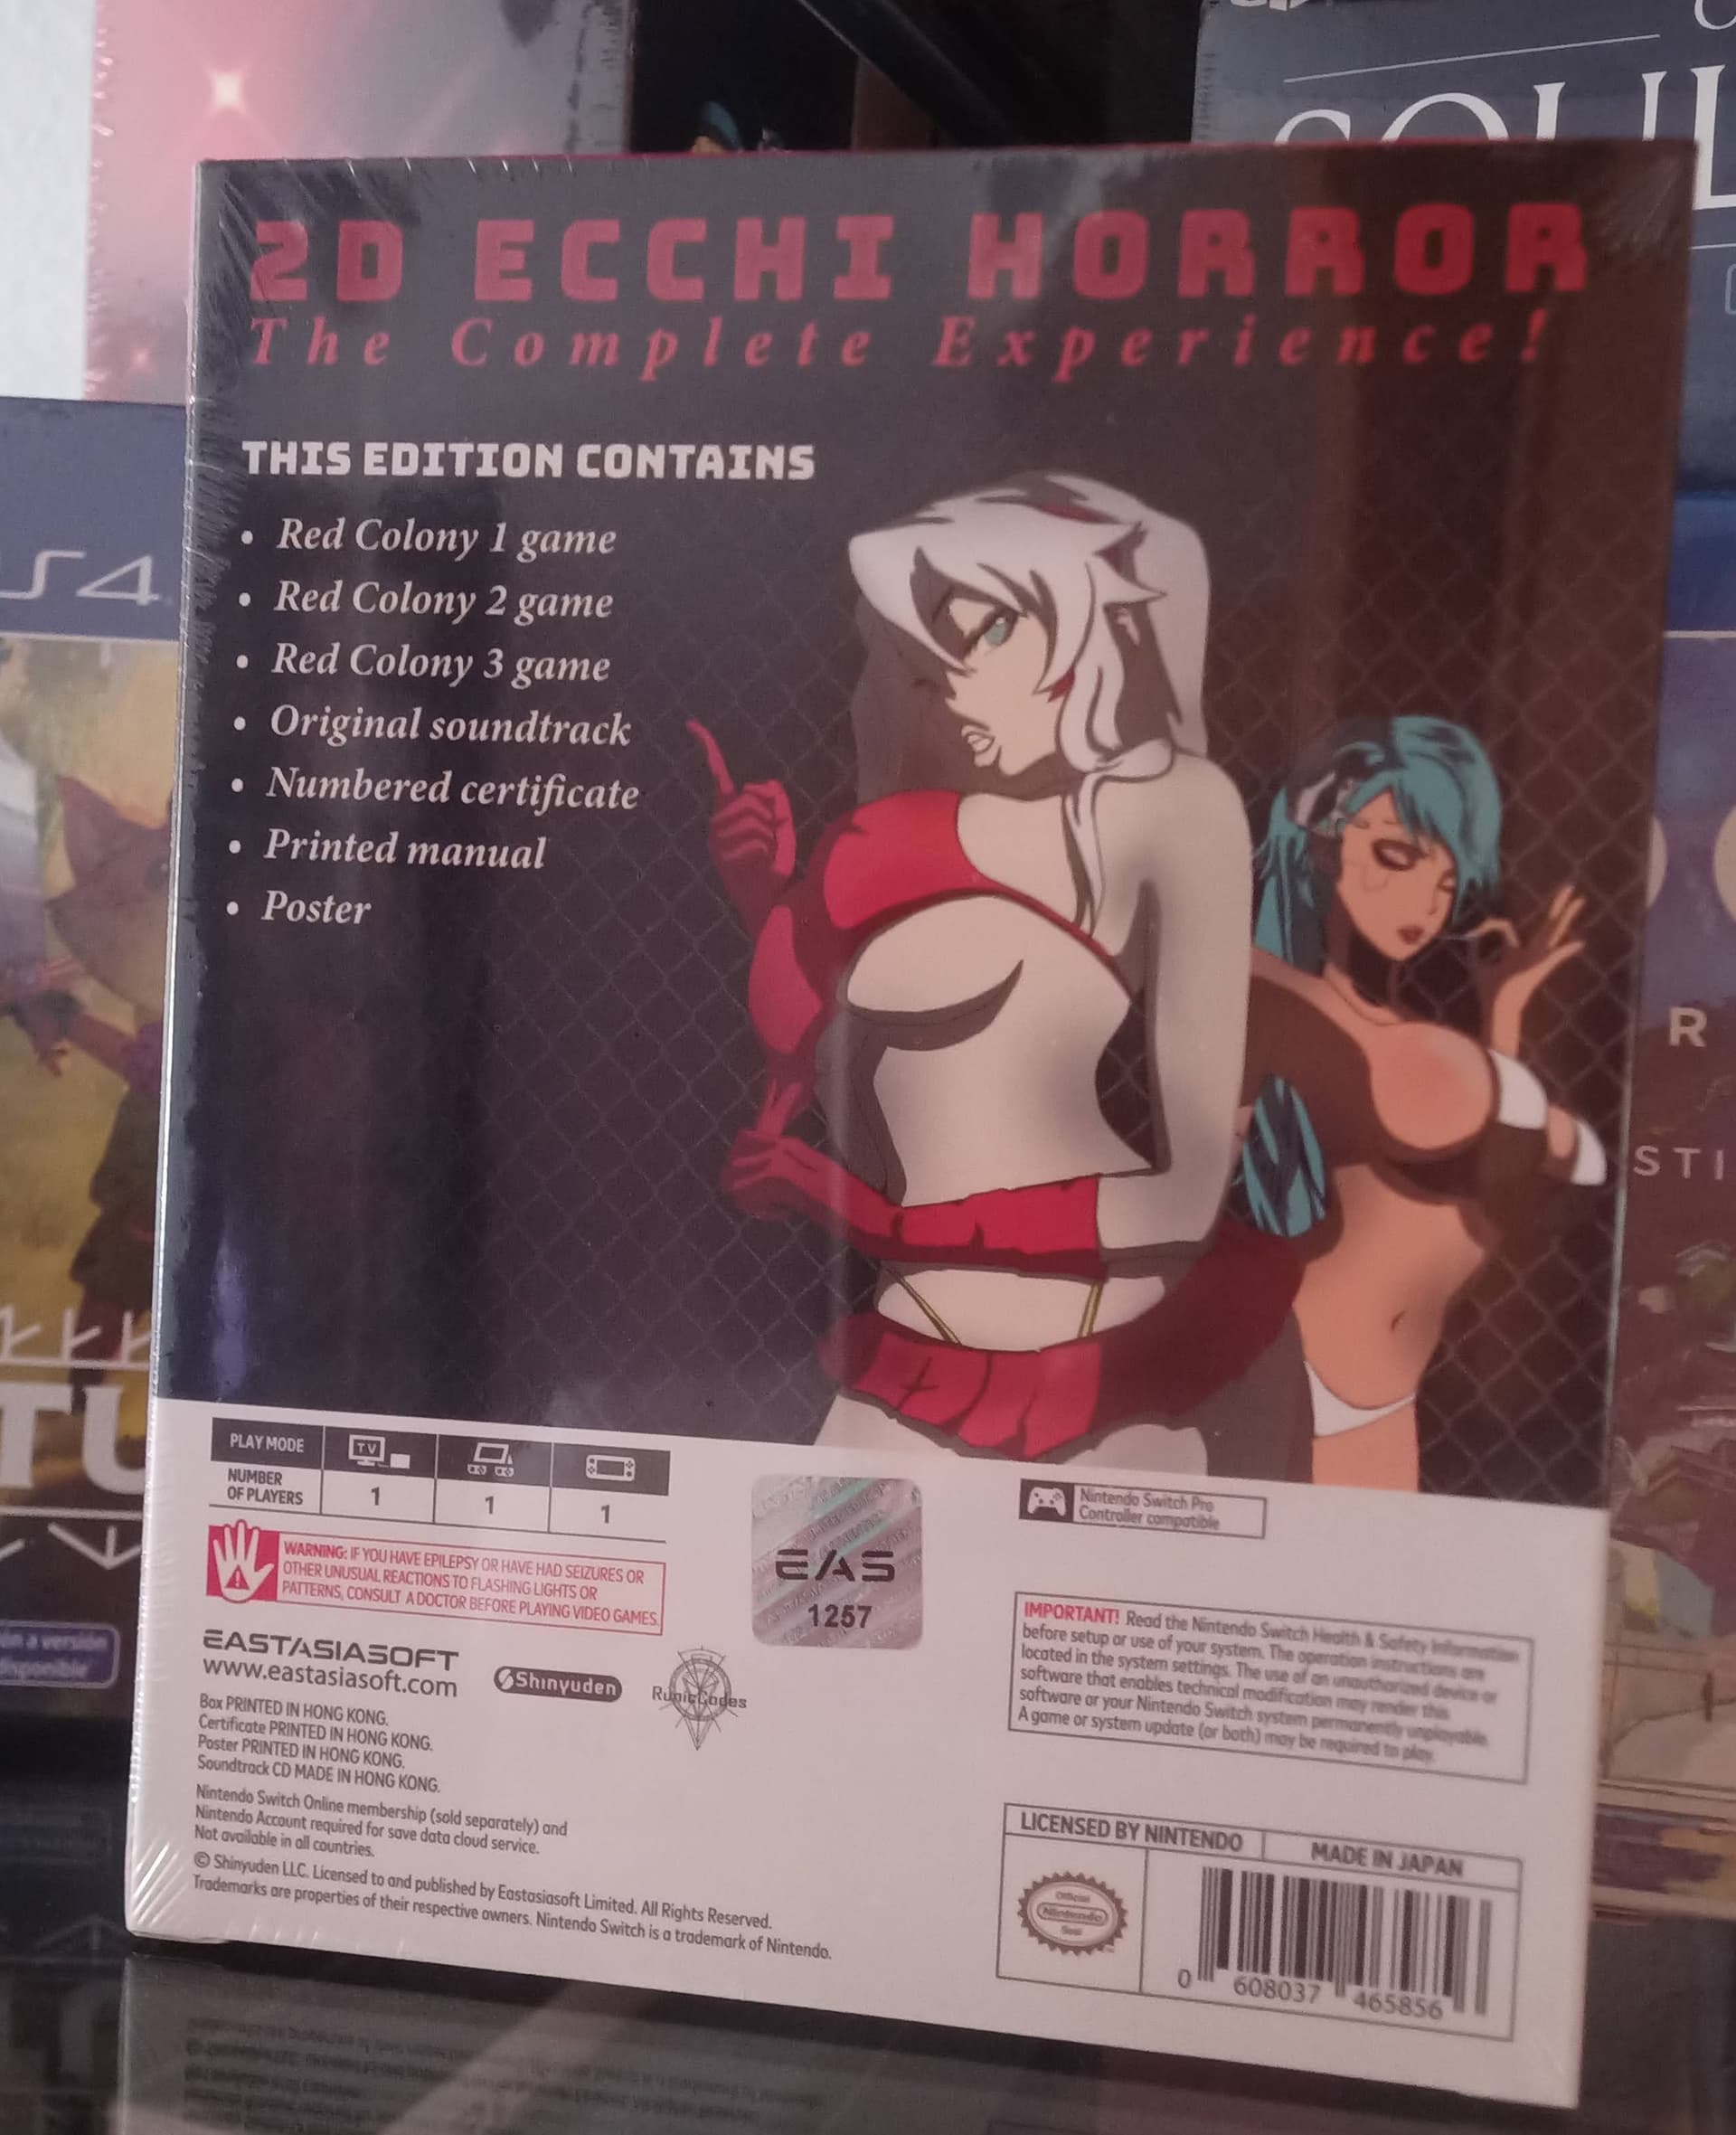 2D ECCHI HORROR
The Complete Experience!
THIS EDITION CONTAINS
• Red Colony 1 game
• Red Colony 2 game
• Red Colony 3 game
• Original soundtrack
• Numbered certificate
• Printed manual
• Poster
PLAY MODE
TV
NUMBER
OF PLAYERS
1
1
1
WARNING: IF YOU HAVE EPILEPSY OR HAVE HAD SEIZURES OR
OTHER UNUSUAL REACTIONS TO FLASHING LIGHTS OR
PATTERNS, CONSULT A DOCTOR BEFORE PLAYING VIDEO GAMES.
EAS
1257
Nintendo Switch Pro
Controller compatible
EASTASIASOFT
www.eastasiasoft.com
Shinyuden
RunicCodes
Box PRINTED IN HONG KONG.
Certificate PRINTED IN HONG KONG.
Poster PRINTED IN HONG KONG.
Soundtrack CD MADE IN HONG KONG.
Nintendo Switch Online membership (sold separately) and
Nintendo Account required for save data cloud service.
Not available in all countries.
© Shinyuden LLC. Licensed to and published by Eastasiasoft Limited. All Rights Reserved.
Trademarks are properties of their respective owners. Nintendo Switch is a trademark of Nintendo.
IMPORTANT! Read the Nintendo Switch Health & Safety Information
before setup or use of your system. The operation instructions are
located in the system settings. The use of an unauthorized device or
software that enables technical modification may render this
software or your Nintendo Switch system permanently unplayable.
A game or system update (or both) may be required to play.
LICENSED BY NINTENDO
MADE IN JAPAN
Official
Nintendo
Seal
0 608037 465856
PS4
TU
R
STI